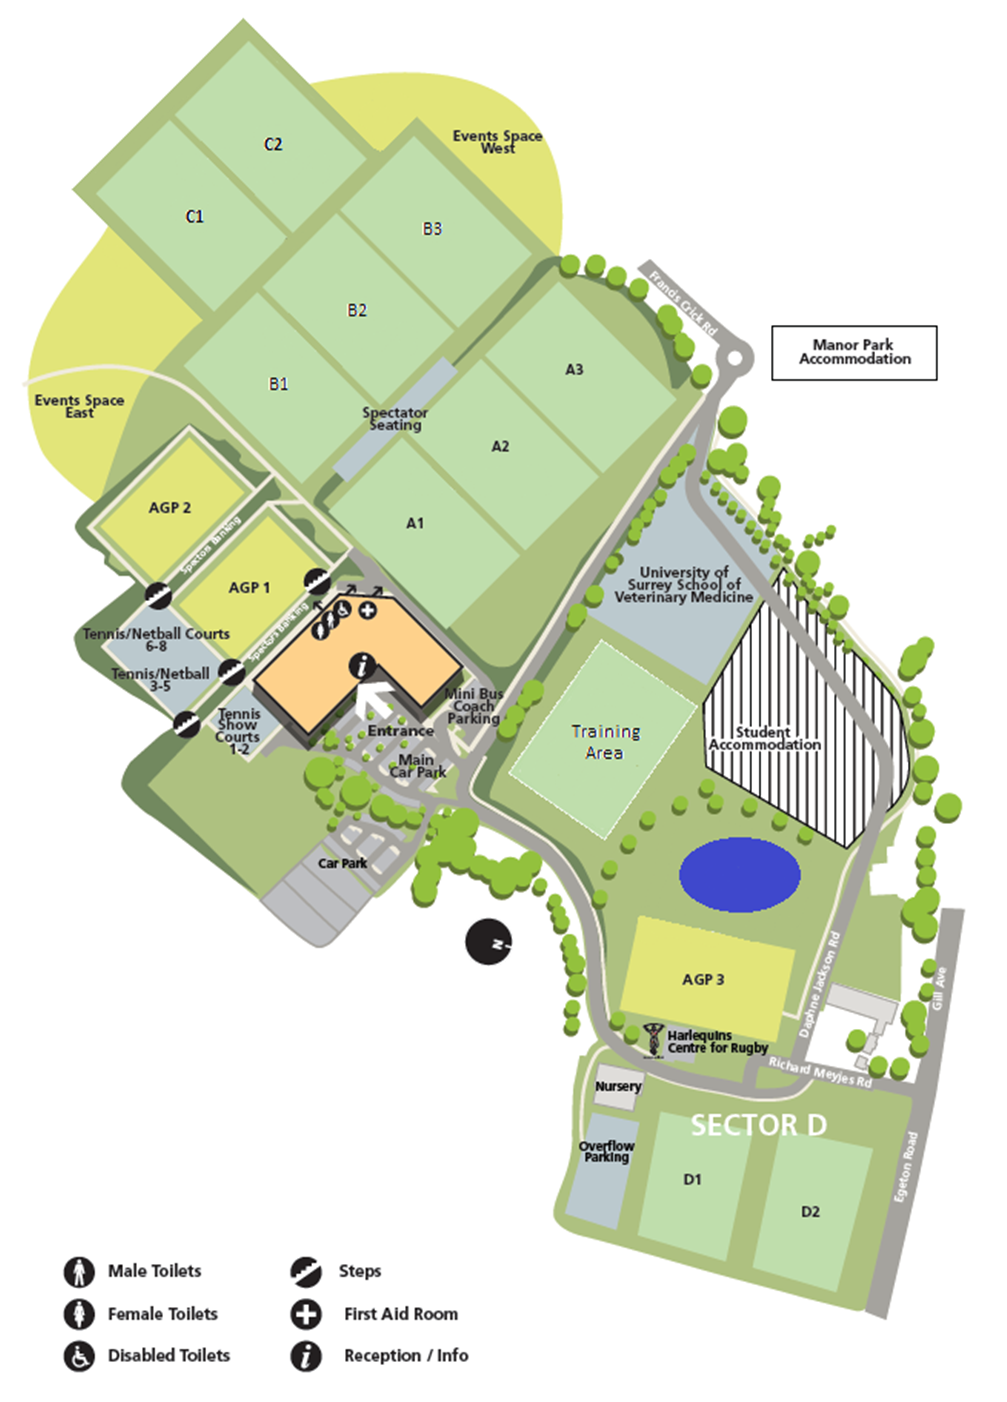 C2
Events Space
West
C1
B3
Francis Crick Rd
B2
Manor Park
Accommodation
A3
B1
Events Space
East
Spectator
Seating
A2
AGP 2
A1
Spectors Banking
AGP 1
University of
Surrey School of
Veterinary Medicine
Spectors Banking
Tennis/Netball Courts
6-8
Tennis/Netball
3-5
i
Mini Bus
Coach
Parking
Tennis
Show
Courts
1-2
Entrance
Training
Area
Student
Accommodation
Main
Car Park
Car Park
N
AGP 3
Daphne Jackson Rd
Gill Ave
Harlequins
Centre for Rugby
Richard Meyjes Rd
Nursery
SECTOR D
Overflow
Parking
Egeton Road
D1
D2
Male Toilets
Steps
Female Toilets
First Aid Room
Disabled Toilets
i
Reception / Info